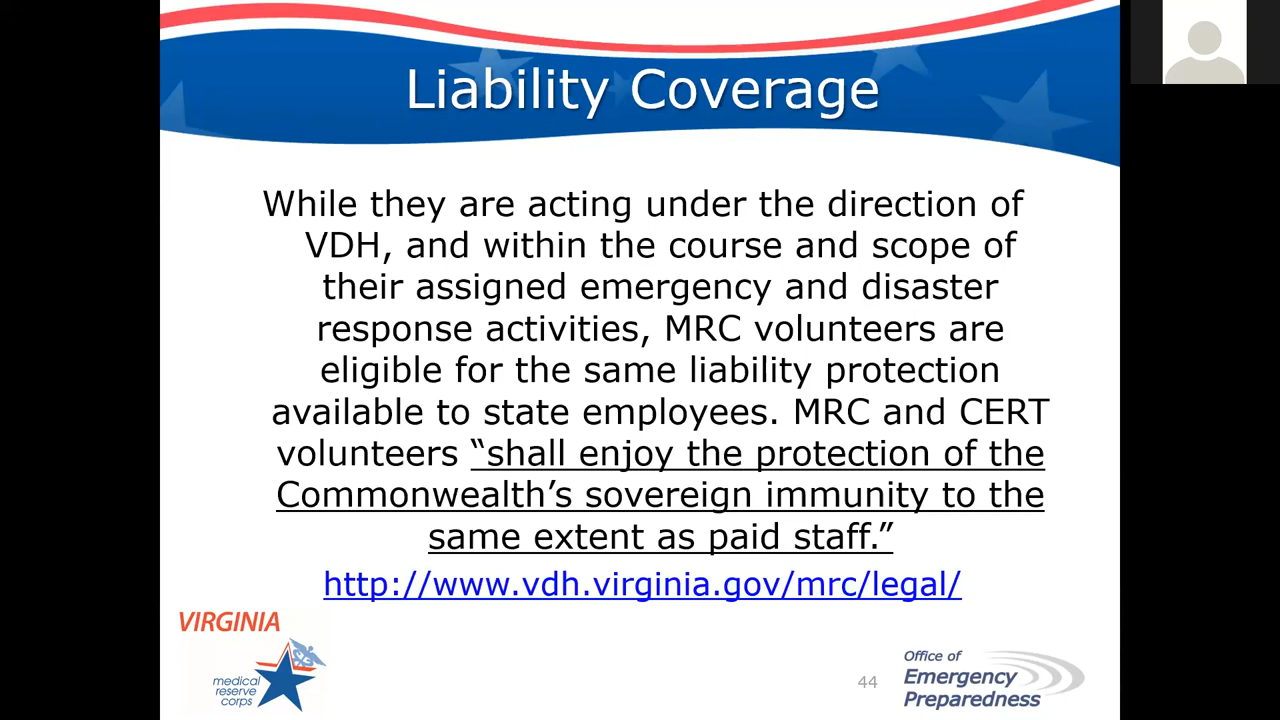 Liability Coverage
While they are acting under the direction of
VDH, and within the course and scope of
their assigned emergency and disaster
response activities, MRC volunteers are
eligible for the same liability protection
available to state employees. MRC and CERT
volunteers “shall enjoy the protection of the
Commonwealth’s sovereign immunity to the
same extent as paid staff.”
http://www.vdh.virginia.gov/mrc/legal/
VIRGINIA
medical
reserve
corps
44
Office of
Emergency
Preparedness